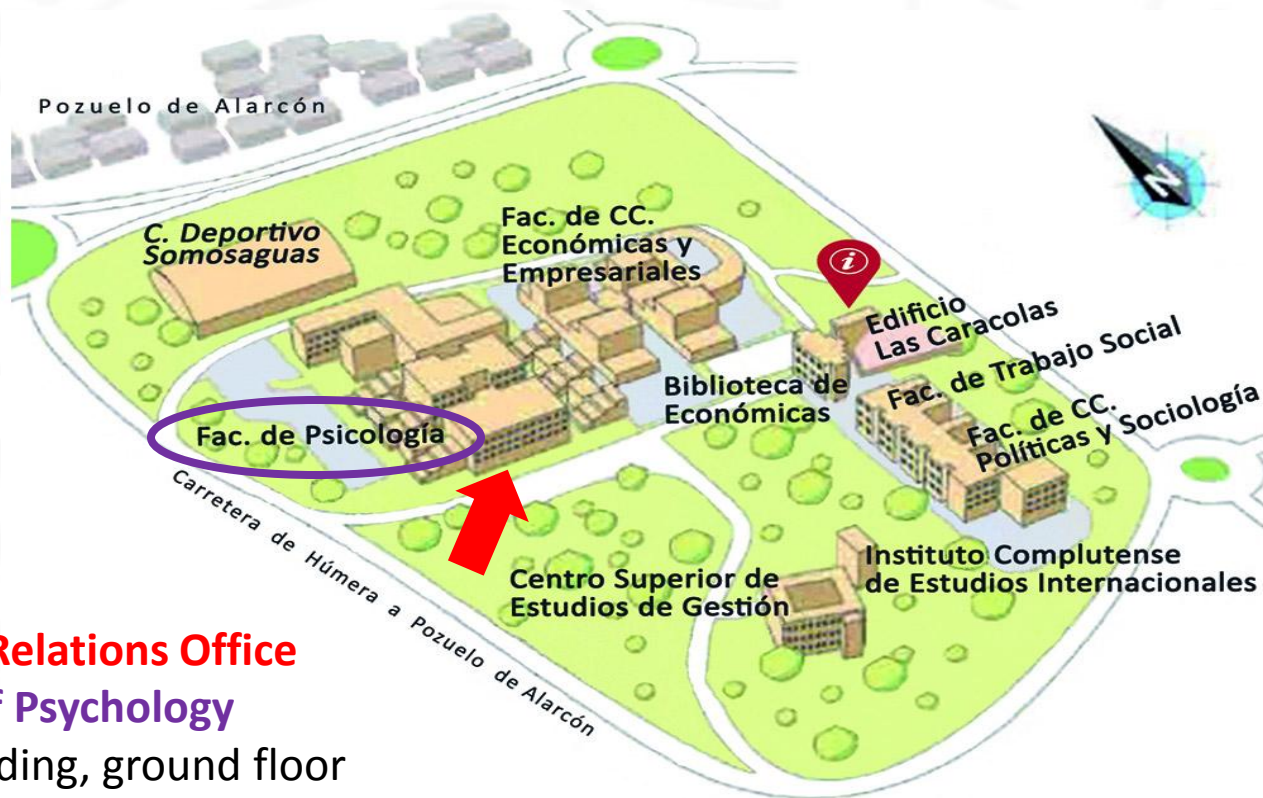 Pozuelo de Alarcón
N
C. Deportivo
Somosaguas
Fac. de CC.
Económicas y
Empresariales
i
Edificio
Las Caracolas
Fac. de Trabajo Social
Biblioteca de
Económicas
Fac. de CC.
Políticas y Sociología
Fac. de Psicología
Carretera de Húmera a Pozuelo de Alarcón
Centro Superior de
Estudios de Gestión
Instituto Complutense
de Estudios Internacionales
Relations Office
f Psychology
ding, ground floor